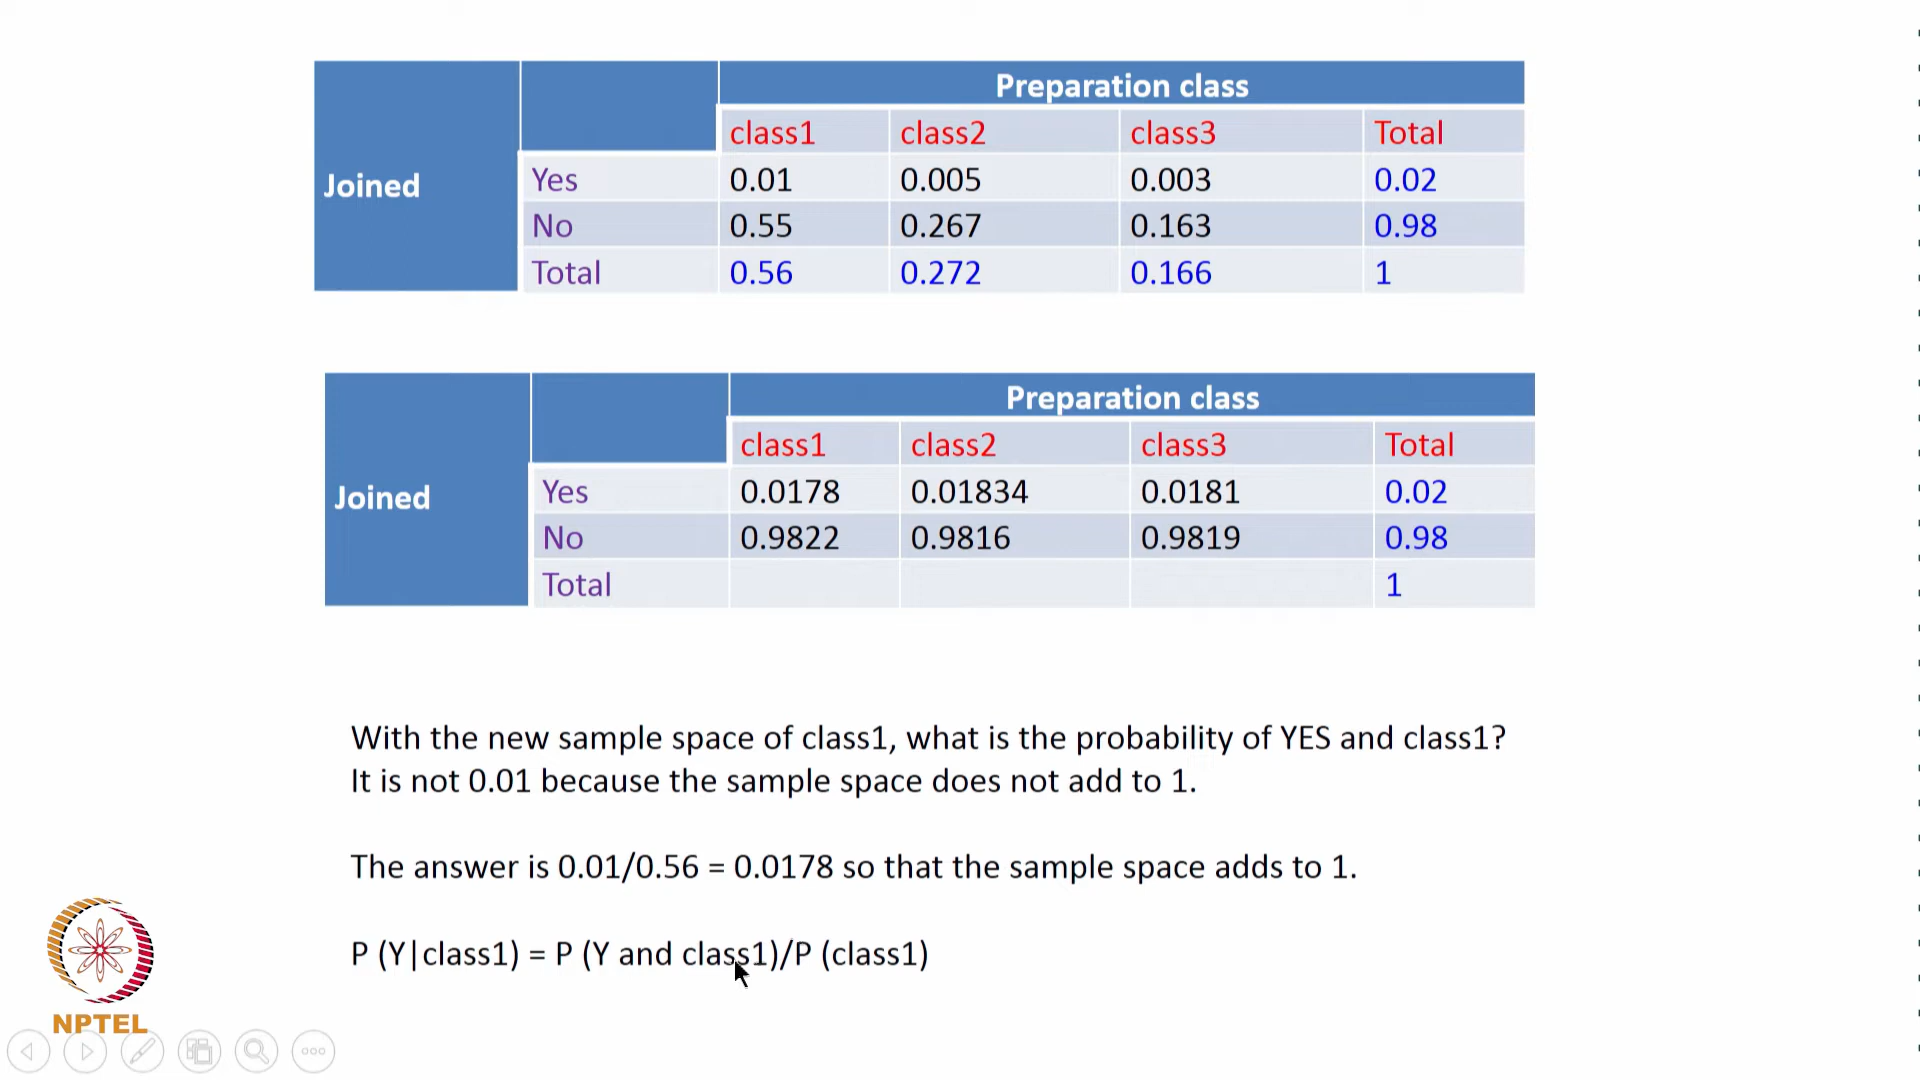 Preparation class
class1 class2 class3 Total
Joined
Yes 0.01 0.005 0.003 0.02
No 0.55 0.267 0.163 0.98
Total 0.56 0.272 0.166 1
Preparation class
class1 class2 class3 Total
Joined
Yes 0.0178 0.01834 0.0181 0.02
No 0.9822 0.9816 0.9819 0.98
Total 1
With the new sample space of class1, what is the probability of YES and class1?
It is not 0.01 because the sample space does not add to 1.
The answer is 0.01/0.56 = 0.0178 so that the sample space adds to 1.
P (Y|class1) = P (Y and class1)/P (class1)
NPTEL